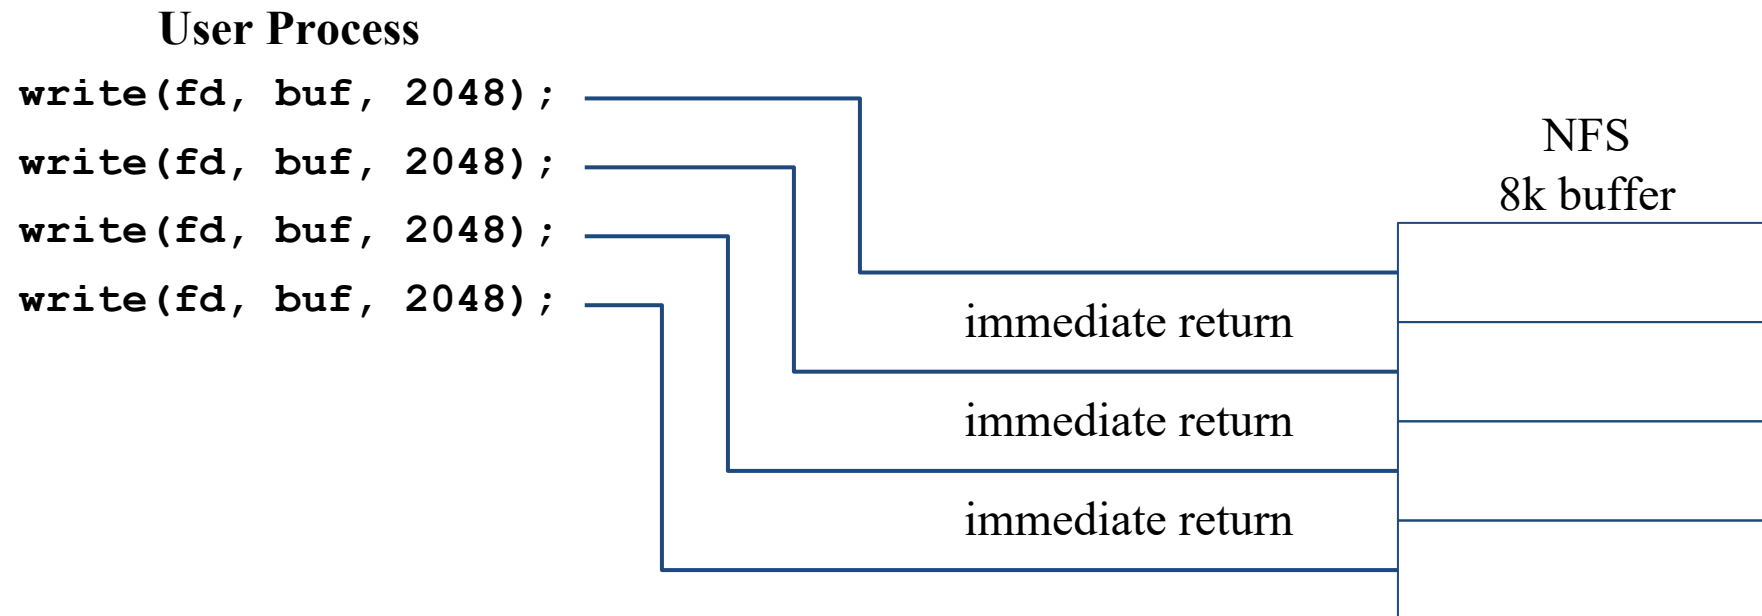 User Process
write(fd, buf, 2048);
write(fd, buf, 2048);
write(fd, buf, 2048);
write(fd, buf, 2048);
NFS
8k buffer
immediate return
immediate return
immediate return